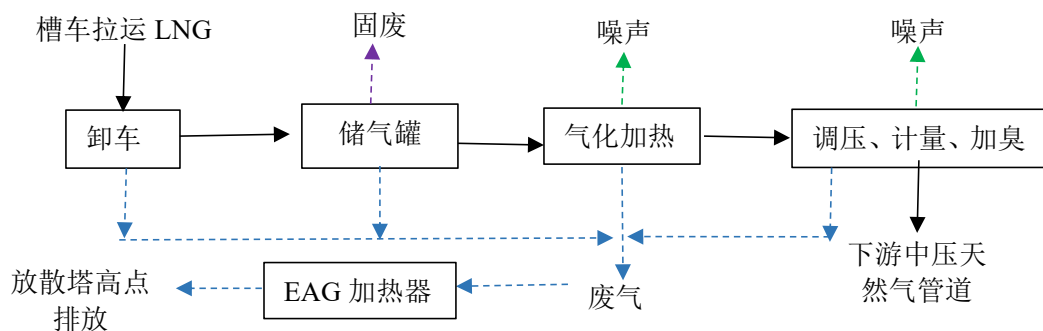 槽车拉运 LNG
固废
噪声
噪声
卸车
储气罐
气化加热
调压、计量、加臭
下游中压天
然气管道
放散塔高点
排放
EAG 加热器
废气